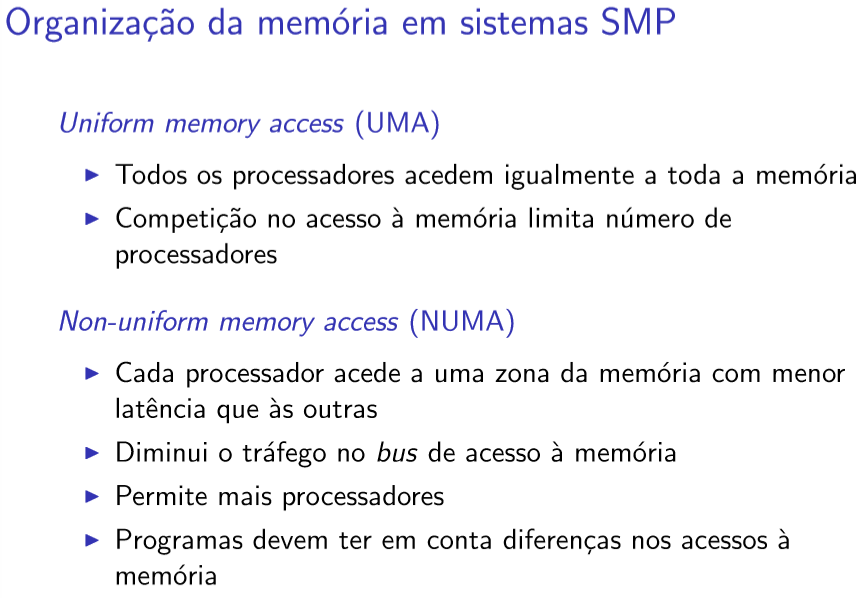 Organização da memória em sistemas SMP
Uniform memory access (UMA)
▶ Todos os processadores acedem igualmente a toda a memória
▶ Competição no acesso à memória limita número de
processadores
Non-uniform memory access (NUMA)
▶ Cada processador acede a uma zona da memória com menor
latência que às outras
▶ Diminui o tráfego no bus de acesso à memória
▶ Permite mais processadores
▶ Programas devem ter em conta diferenças nos acessos à
memória